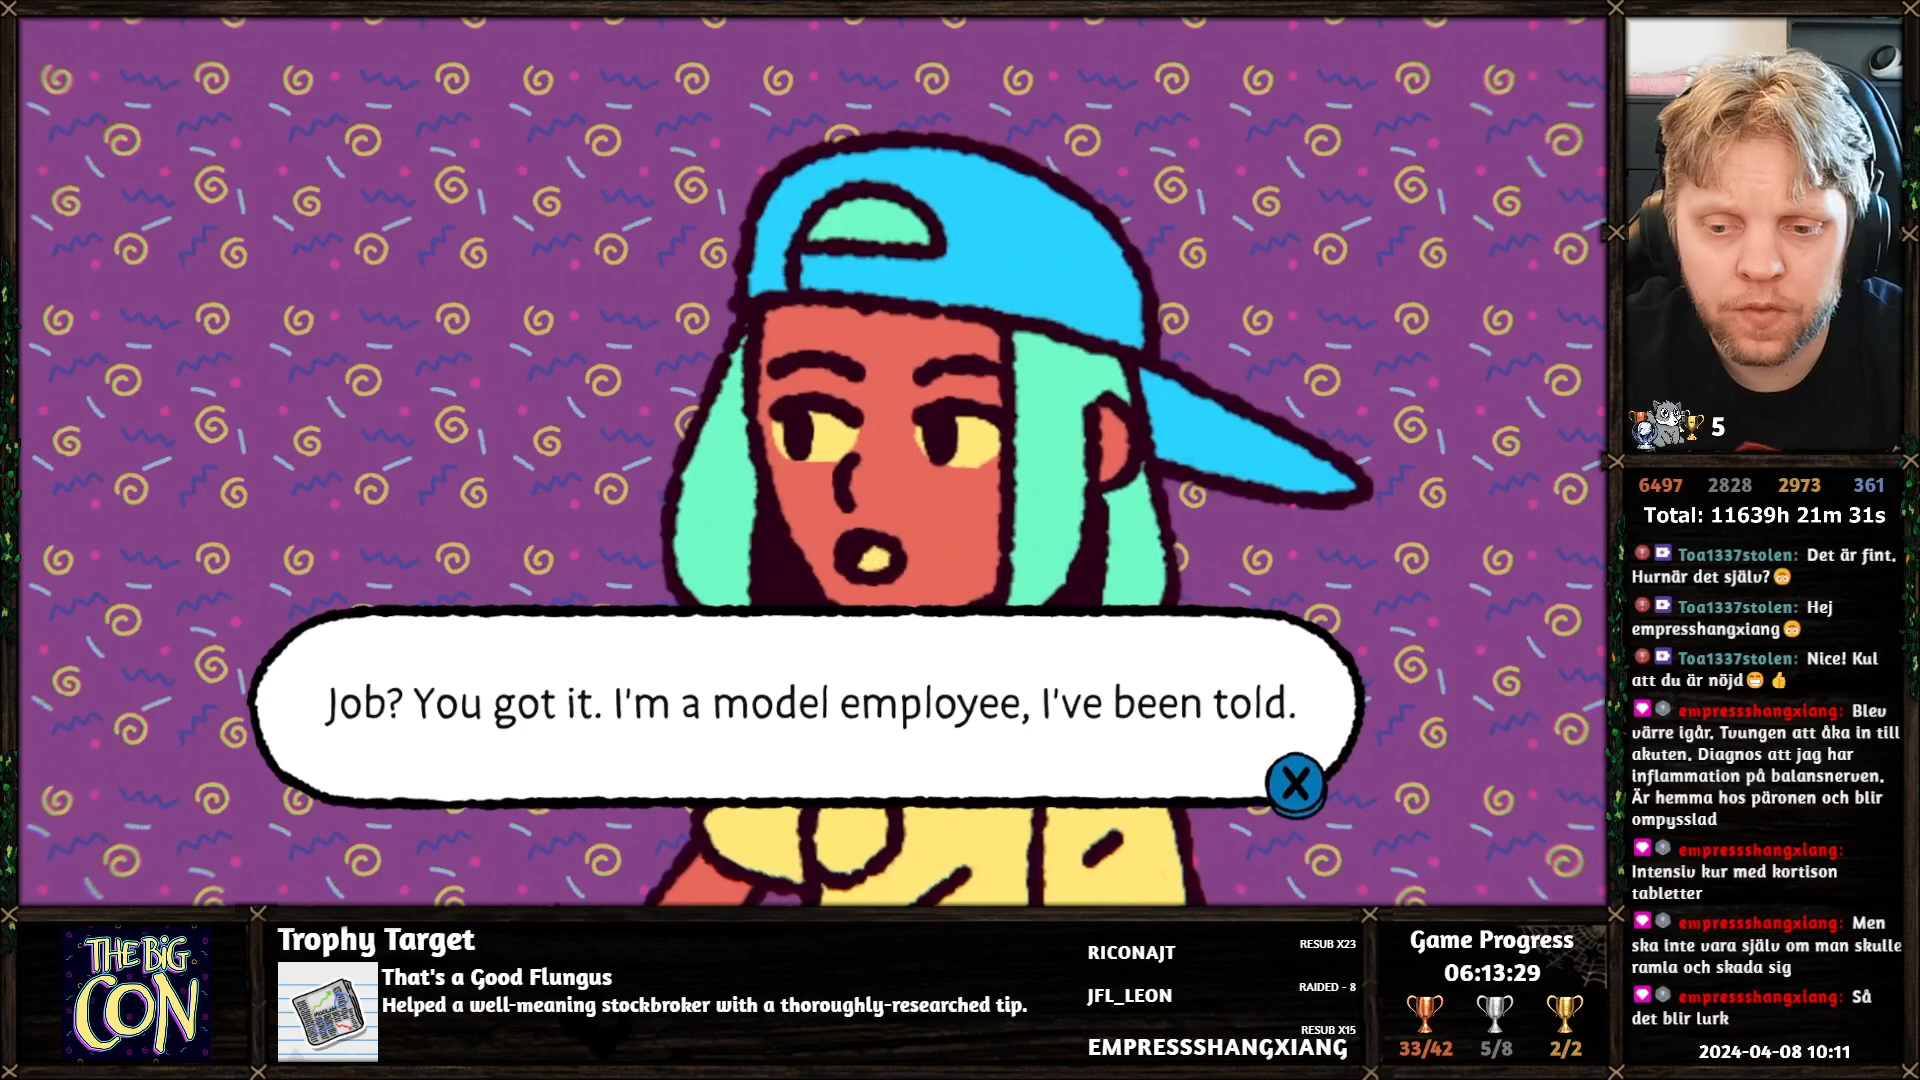 Job? You got it. I'm a model employee, I've been told.
X
5
6497 2828 2973 361
Total: 11639h 21m 31s
Toa1337stolen: Det är fint.
Hurnär det själv?
Toa1337stolen: Hej
empresshangxiang
Toa1337stolen: Nice! Kul
att du är nöjd
empressshangxiang: Blev
värre igår. Tvungen att åka in till
akuten. Diagnos att jag har
inflammation på balansnerven.
Är hemma hos päronen och blir
ompysslad
empressshangxiang:
Intensiv kur med kortison
tabletter
empressshangxiang: Men
ska inte vara själv om man skulle
ramla och skada sig
empressshangxiang: Så
det blir lurk
2024-04-08 10:11
THE BIG
CON
Trophy Target
That's a Good Flungus
Helped a well-meaning stockbroker with a thoroughly-researched tip.
RICONAJT RESUB X23
JFL_LEON RAIDED - 8
EMPRESSSHANGXIANG RESUB X15
Game Progress
06:13:29
33/42 5/8 2/2